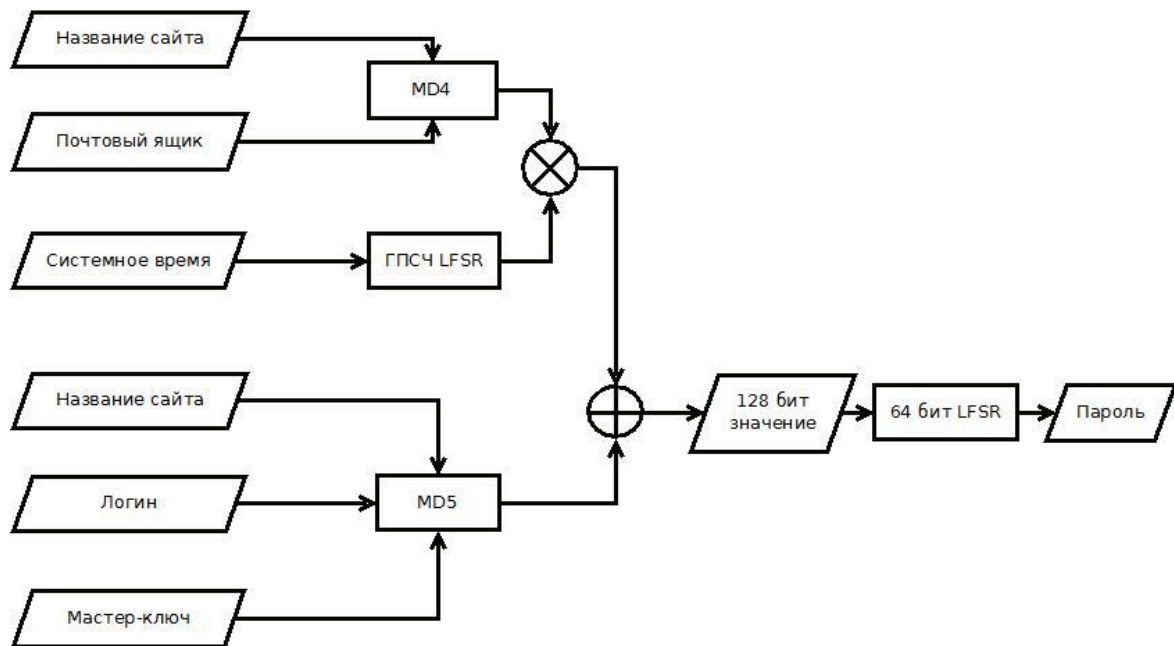 Название сайта
MD4
Почтовый ящик
Системное время
ГПСЧ LFSR
Название сайта
128 бит
значение
64 бит LFSR
Пароль
Логин
MD5
Мастер-ключ